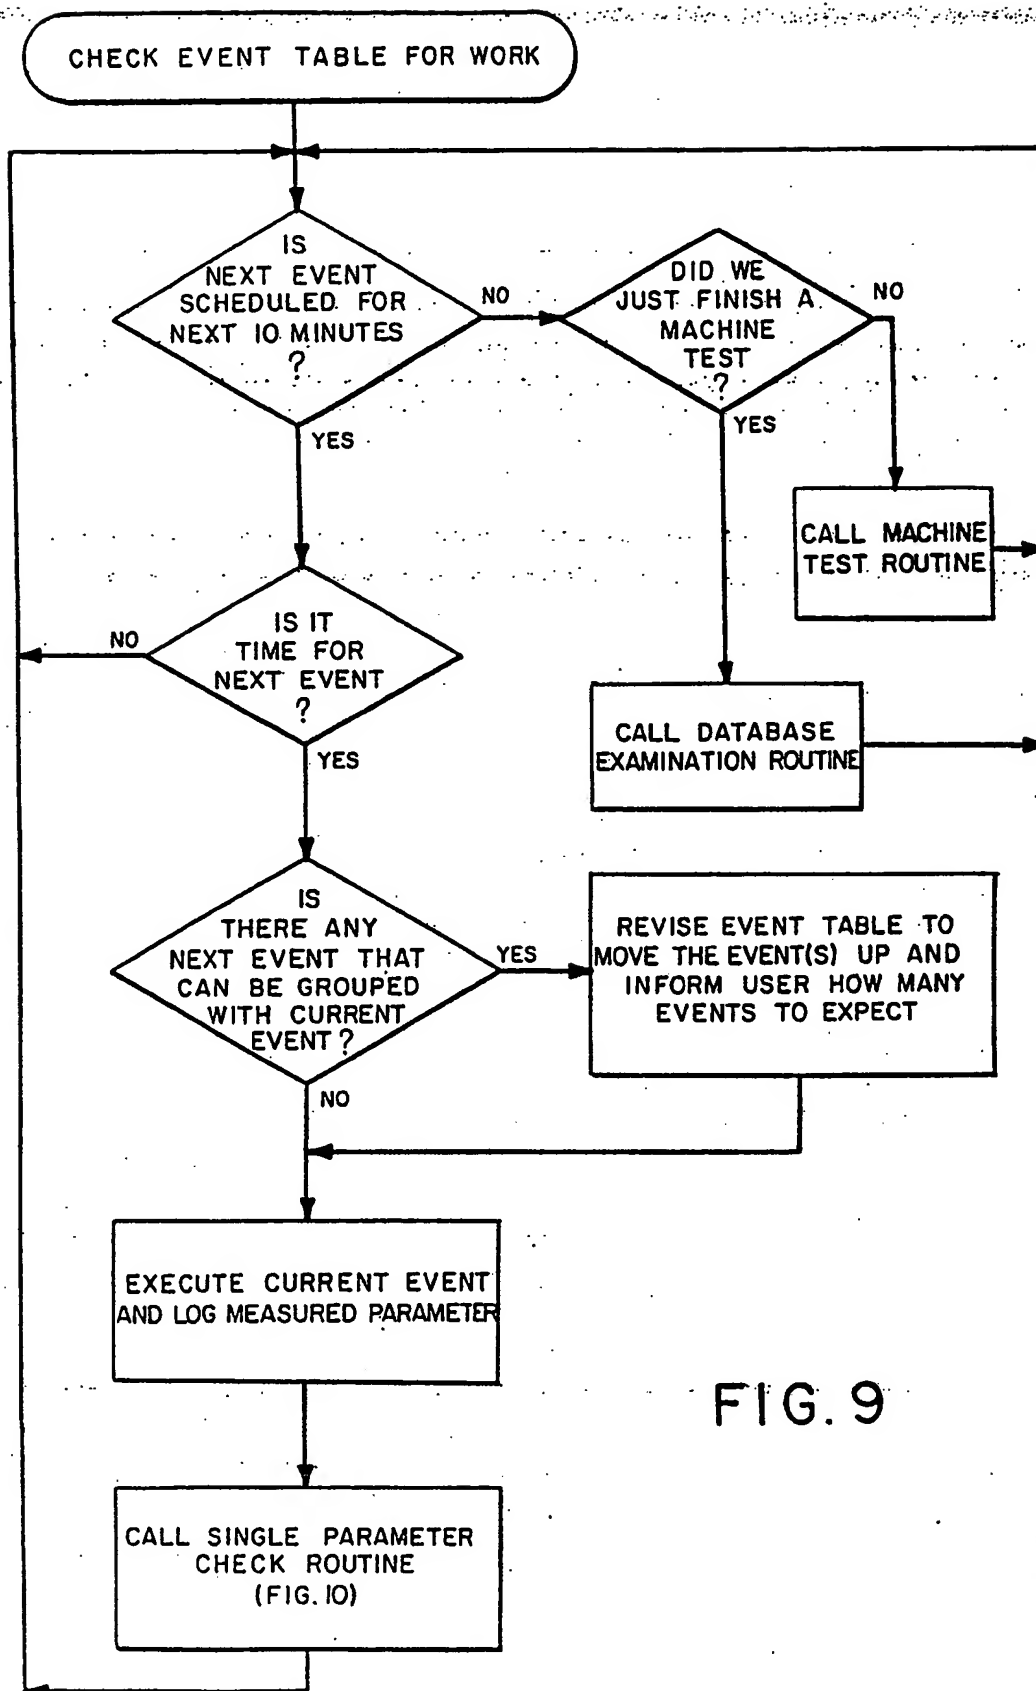 CHECK EVENT TABLE FOR WORK
IS
NEXT EVENT
SCHEDULED FOR
NEXT 10 MINUTES
?
NO
YES
DID WE
JUST FINISH A
MACHINE
TEST
?
NO
YES
CALL MACHINE
TEST ROUTINE
IS IT
TIME FOR
NEXT EVENT
?
NO
YES
CALL DATABASE
EXAMINATION ROUTINE
IS
THERE ANY
NEXT EVENT THAT
CAN BE GROUPED
WITH CURRENT
EVENT?
YES
NO
REVISE EVENT TABLE TO
MOVE THE EVENT(S) UP AND
INFORM USER HOW MANY
EVENTS TO EXPECT
EXECUTE CURRENT EVENT
AND LOG MEASURED PARAMETER
FIG. 9
CALL SINGLE PARAMETER
CHECK ROUTINE
(FIG. 10)